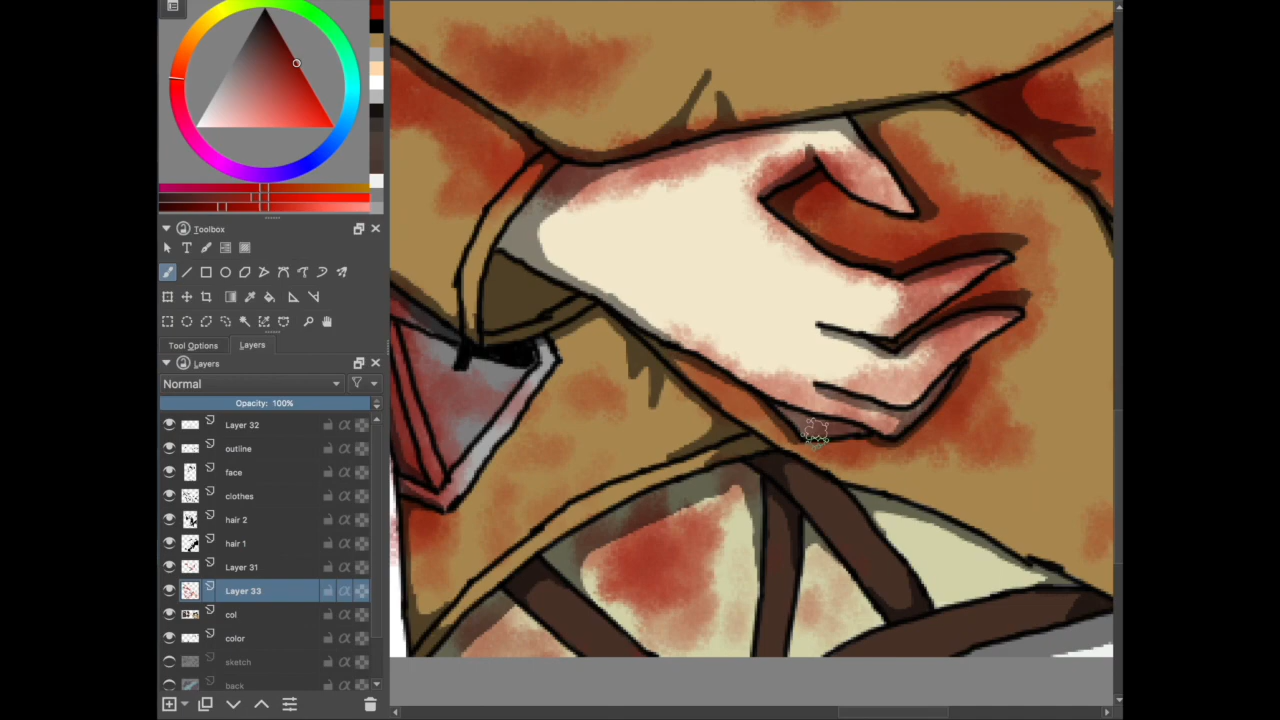 Toolbox
Tool Options
Layers
Layers
Normal
Opacity: 100%
Layer 32
outline
face
clothes
hair 2
hair 1
Layer 31
Layer 33
col
color
sketch
back